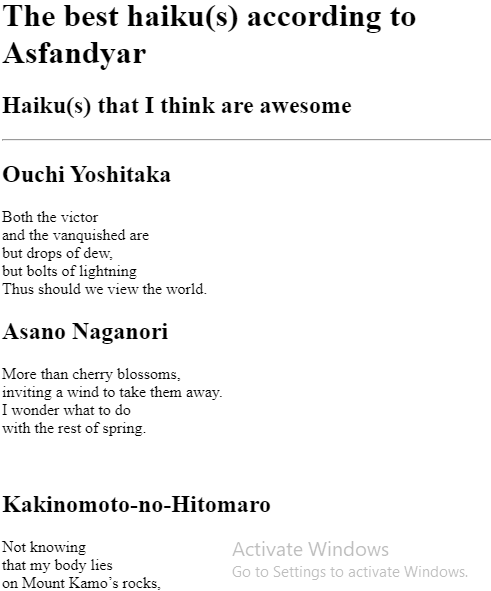 The best haiku(s) according to
Asfandyar
Haiku(s) that I think are awesome
Ouchi Yoshitaka
Both the victor
and the vanquished are
but drops of dew,
but bolts of lightning
Thus should we view the world.
Asano Naganori
More than cherry blossoms,
inviting a wind to take them away.
I wonder what to do
with the rest of spring.
Kakinomoto-no-Hitomaro
Not knowing
that my body lies
on Mount Kamo’s rocks,
Activate Windows
Go to Settings to activate Windows.